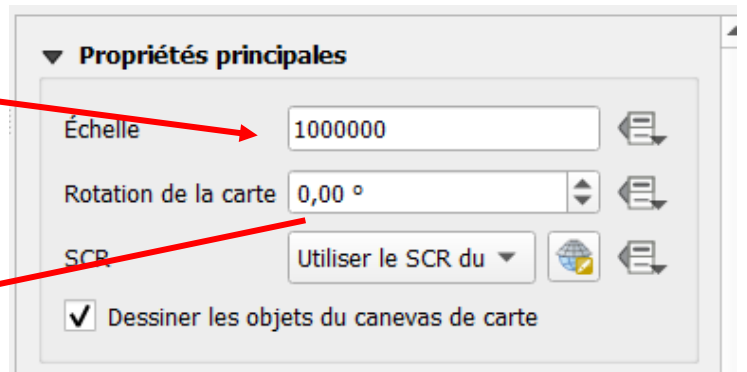 Propriétés principales
Échelle 1000000
Rotation de la carte 0,00 °
SCR Utiliser le SCR du
Dessiner les objets du canevas de carte